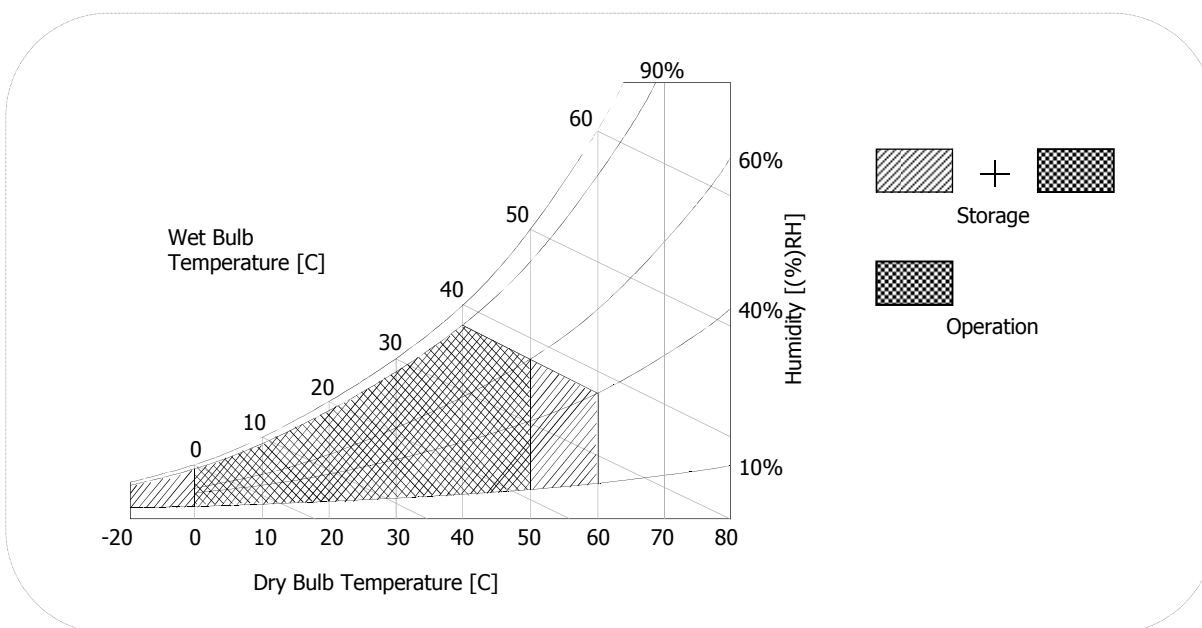 90%
60
60%
50
Wet Bulb
Temperature [C]
Storage
40
40%
Humidity [(%)RH]
Operation
30
20
10
0
10%
-20 0 10 20 30 40 50 60 70 80
Dry Bulb Temperature [C]